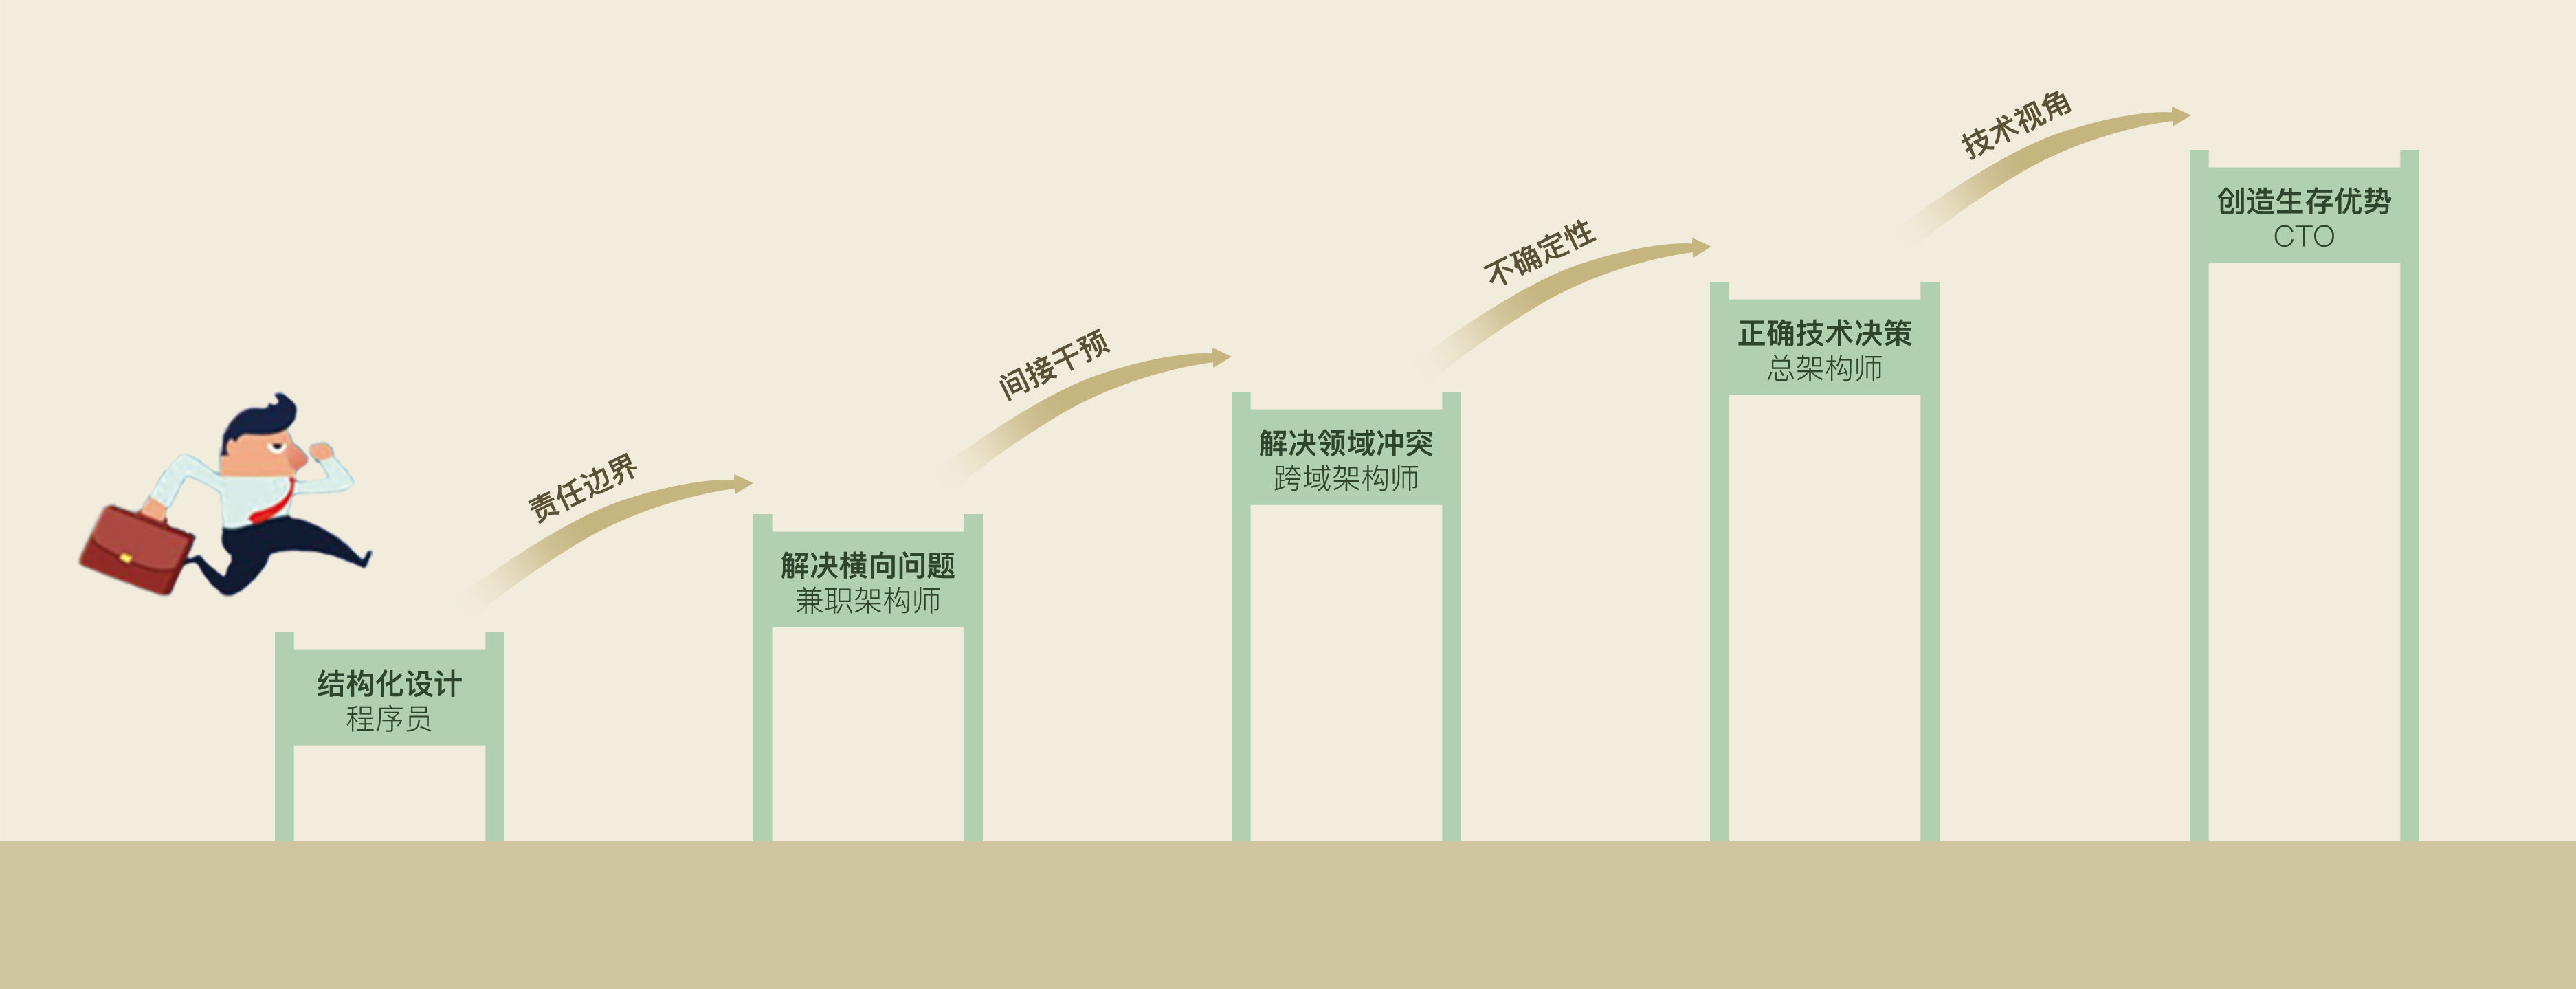 结构化设计
程序员
责任边界
解决横向问题
兼职架构师
间接干预
解决领域冲突
跨域架构师
不确定性
正确技术决策
总架构师
技术视角
创造生存优势
CTO